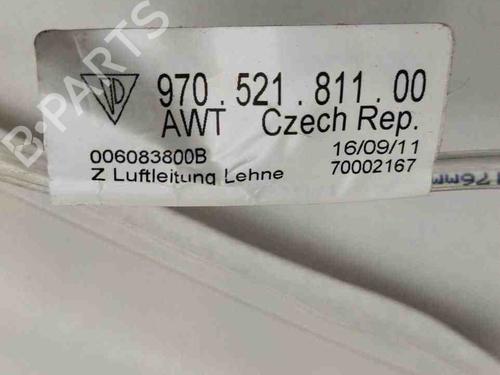 970.521.811.00
AWT Czech Rep.
006083800B 16/09/11
Z Luftleitung Lehne 70002167
B-PARTS